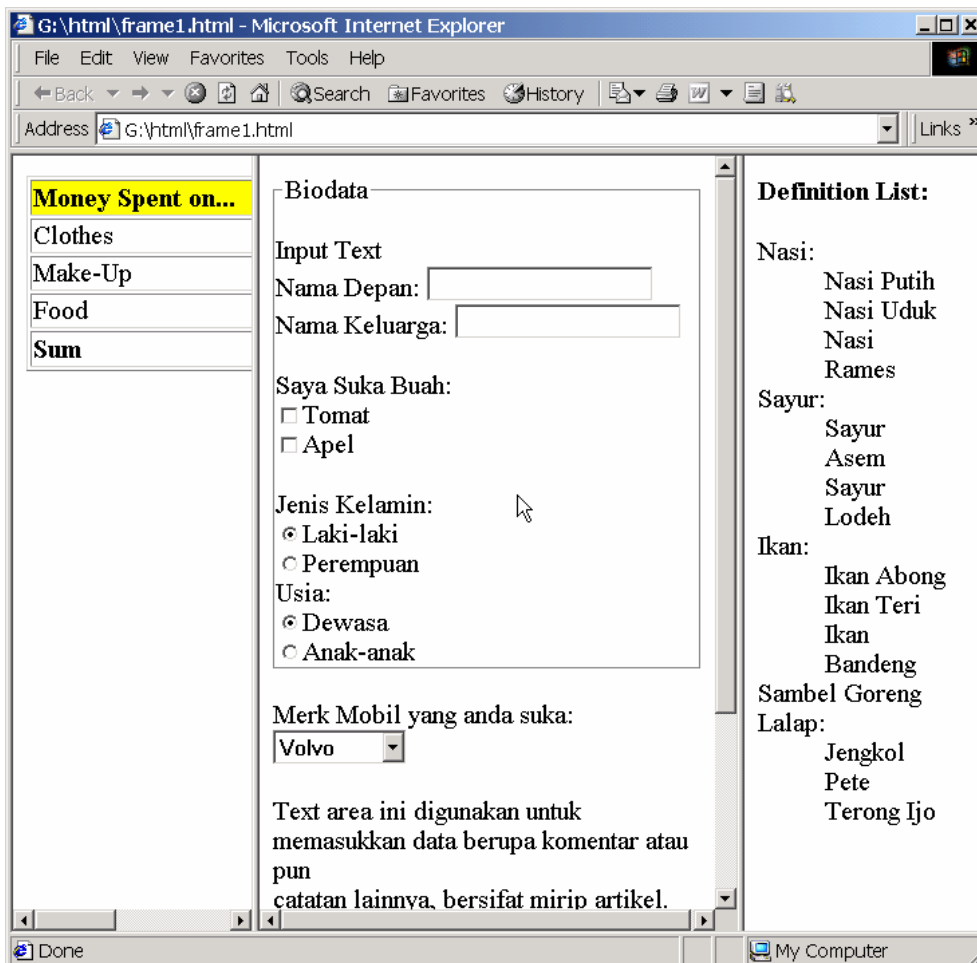 G:\html\frame1.html - Microsoft Internet Explorer
File Edit View Favorites Tools Help
Back Search Favorites History
Address G:\html\frame1.html Links »
Money Spent on...
Clothes
Make-Up
Food
Sum
Biodata
Input Text
Nama Depan:
Nama Keluarga:
Saya Suka Buah:
Tomat
Apel
Jenis Kelamin:
Laki-laki
Perempuan
Usia:
Dewasa
Anak-anak
Merk Mobil yang anda suka:
Volvo
Text area ini digunakan untuk
memasukkan data berupa komentar atau
pun
catatan lainnya, bersifat mirip artikel.
Definition List:
Nasi:
Nasi Putih
Nasi Uduk
Nasi
Rames
Sayur:
Sayur
Asem
Sayur
Lodeh
Ikan:
Ikan Abong
Ikan Teri
Ikan
Bandeng
Sambel Goreng
Lalap:
Jengkol
Pete
Terong Ijo
Done My Computer